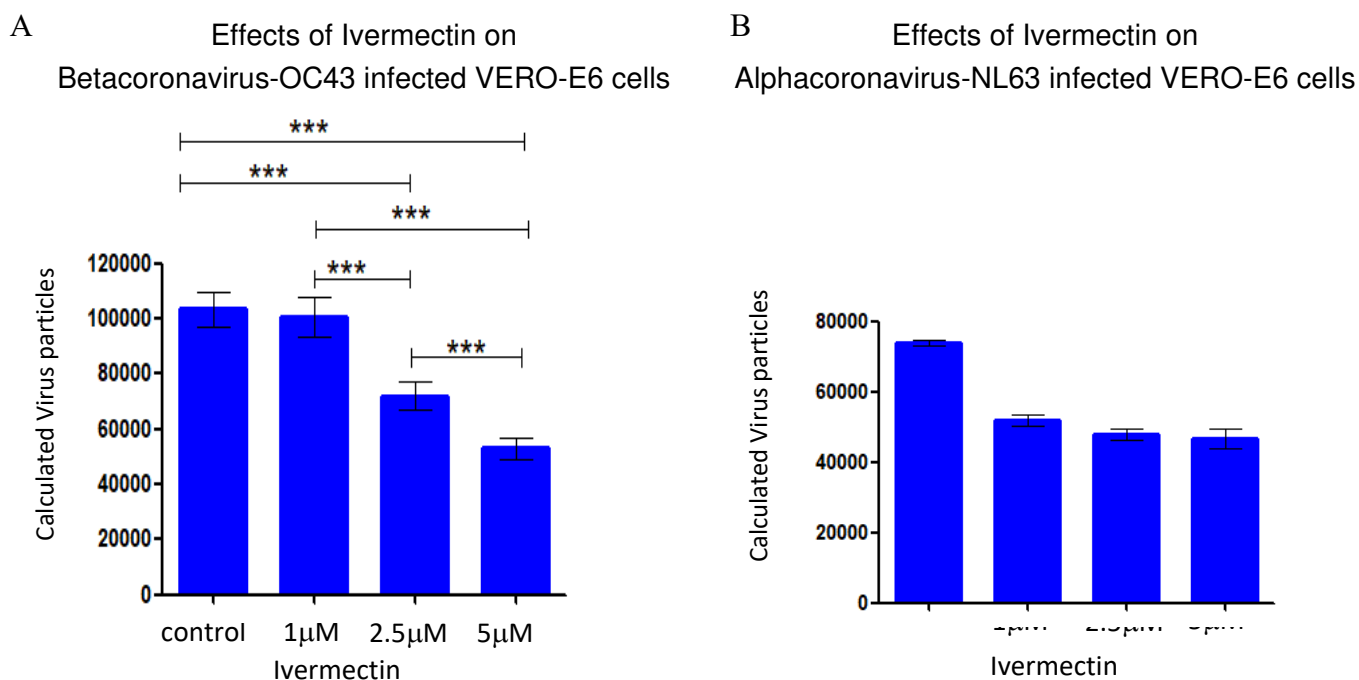 A
Effects of Ivermectin on
Betacoronavirus-OC43 infected VERO-E6 cells
***
***
***
***
***
Calculated Virus particles
120000
100000
80000
60000
40000
20000
0
control 1μM 2.5μM 5μM
Ivermectin
B
Effects of Ivermectin on
Alphacoronavirus-NL63 infected VERO-E6 cells
Calculated Virus particles
80000
60000
40000
20000
0
Ivermectin